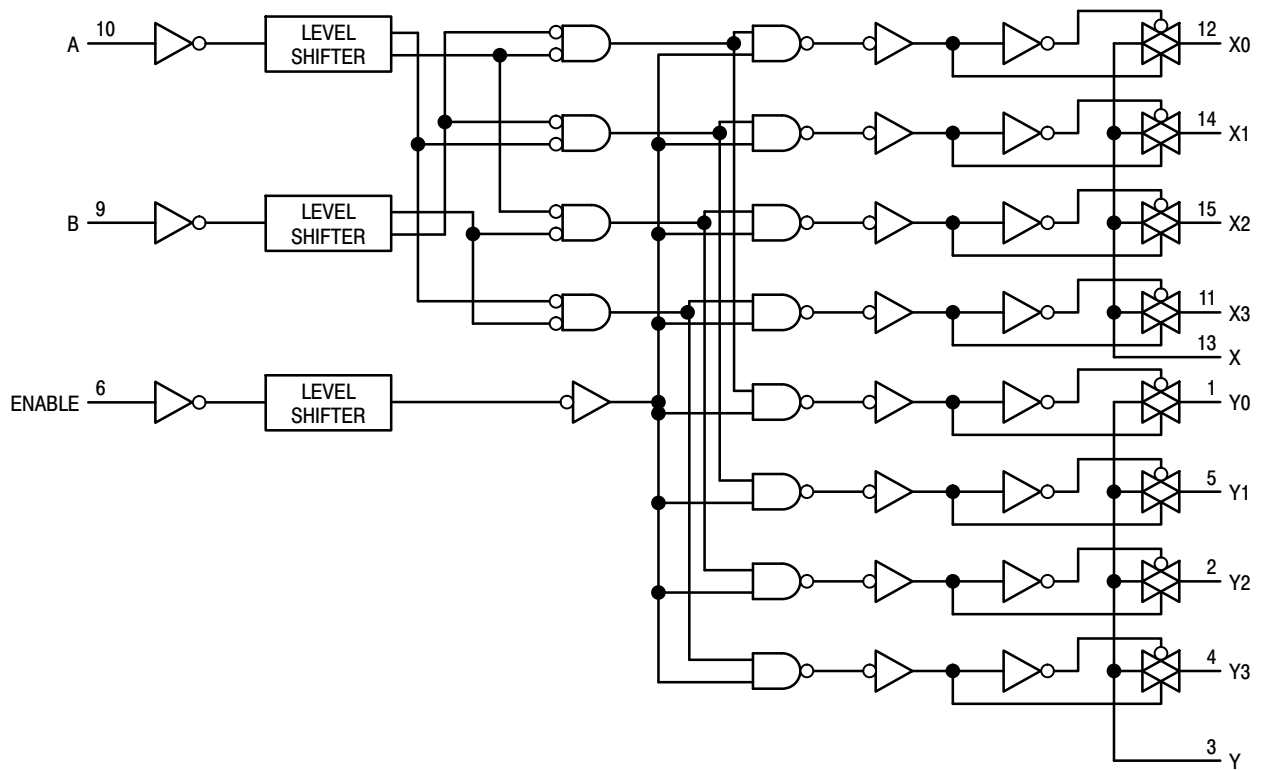 A 10 LEVEL SHIFTER 12 X0
14 X1
B 9 LEVEL SHIFTER 15 X2
11 X3
13 X
ENABLE 6 LEVEL SHIFTER 1 Y0
5 Y1
2 Y2
4 Y3
3 Y